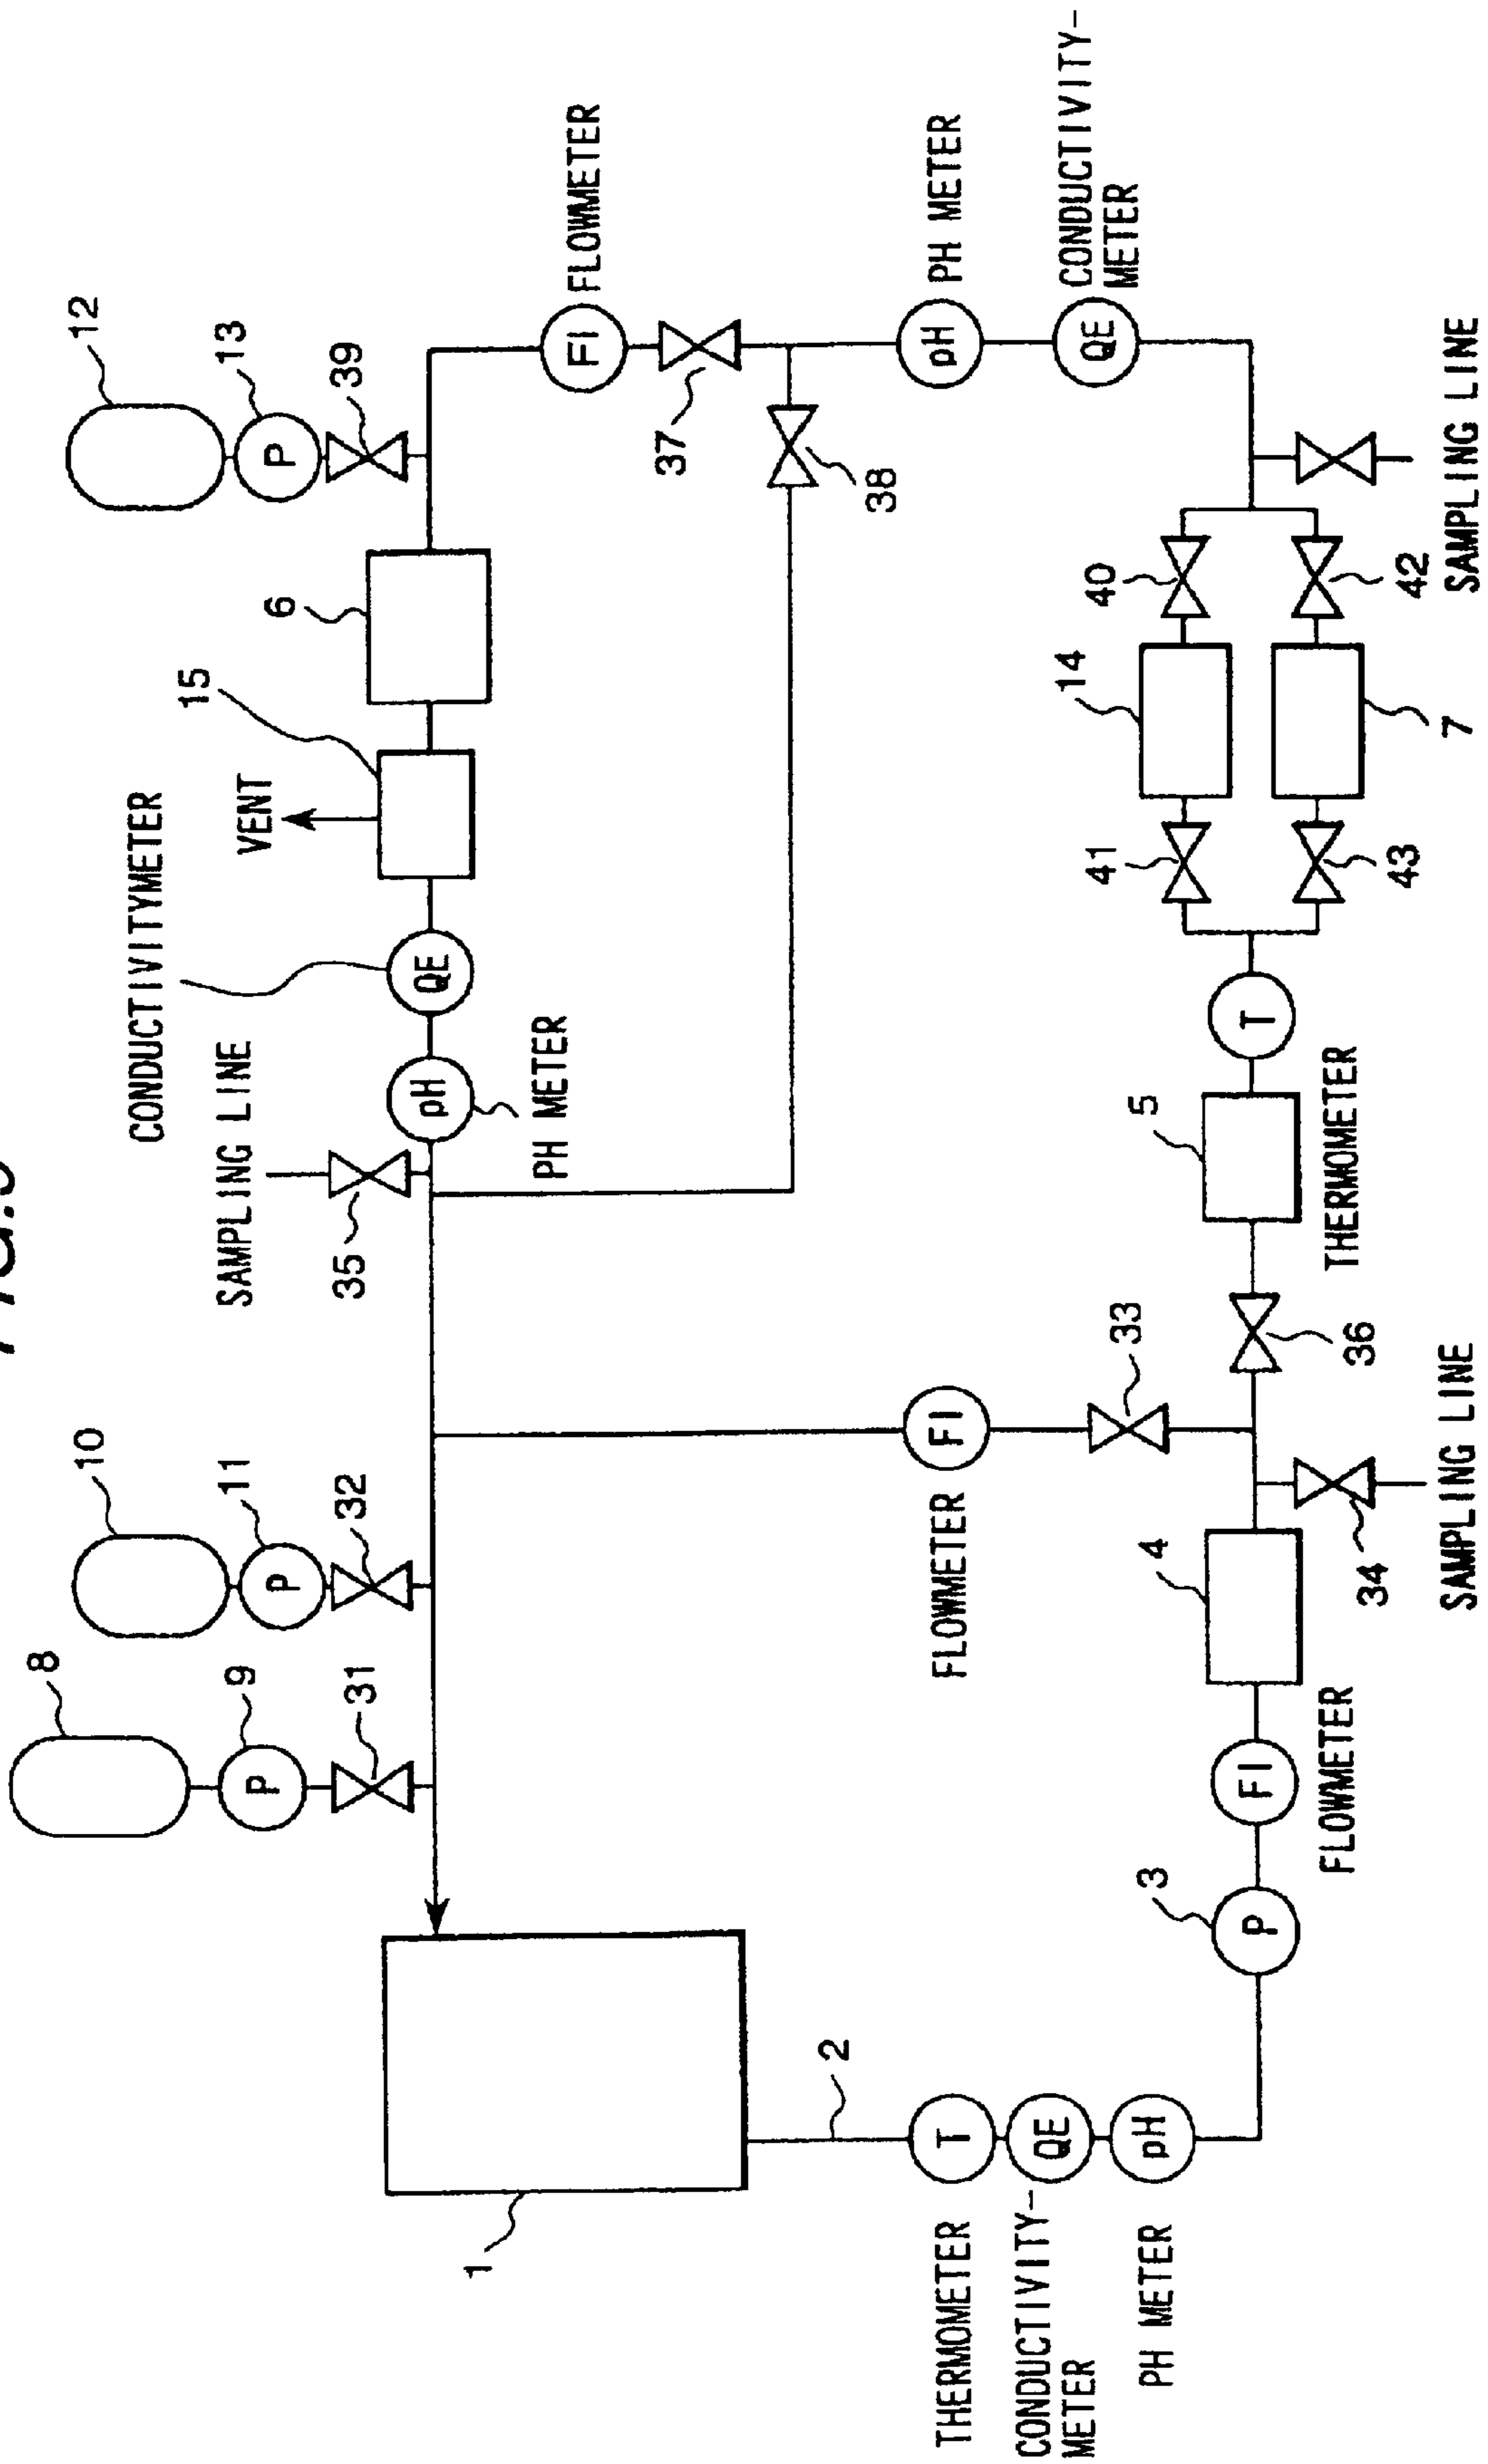 8
9
31
10
11
32
12
13
39
P
P
P
15
6
VENT
CONDUCTIVITYMETER
SAMPLING LINE
35
QE
pH
PH METER
FI
FLOWMETER
37
38
1
2
THERMOMETER
T
CONDUCTIVITY-
METER
QE
PH METER
pH
FLOWMETER
FI
33
PH METER
pH
CONDUCTIVITY-
METER
QE
3
P
FI
FLOWMETER
4
34
SAMPLING LINE
36
5
THERMOMETER
T
41
14
40
43
7
42
SAMPLING LINE